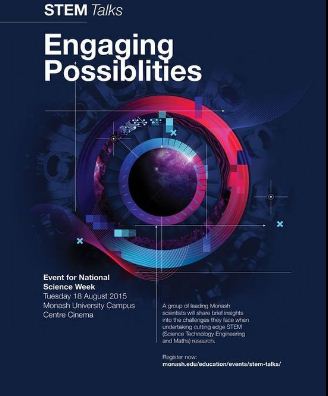 STEM Talks
Engaging
Possiblities
Event for National
Science Week
Tuesday 18 August 2015
Monash University Campus
Centre Cinema
A group of leading Monash
scientists will share brief insights
into the challenges they face when
undertaking cutting edge STEM
(Science Technology Engineering
and Maths) research.
Register now:
monash.edu/education/events/stem-talks/